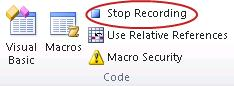 Visual
Basic
Macros
Stop Recording
Use Relative References
Macro Security
Code